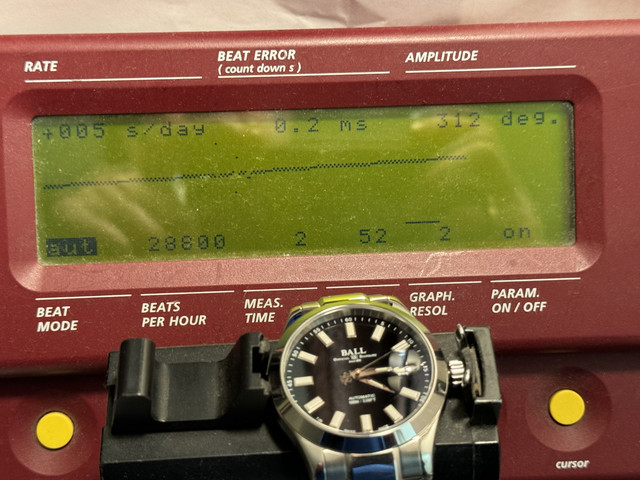 RATE
BEAT ERROR
( count down s )
AMPLITUDE
+005 s/day 0.2 ms 312 deg.
aut 28800 2 52 2 on
BEAT
MODE
BEATS
PER HOUR
MEAS.
TIME
GRAPH.
RESOL
PARAM.
ON / OFF
BALL
AUTOMATIC
cursor